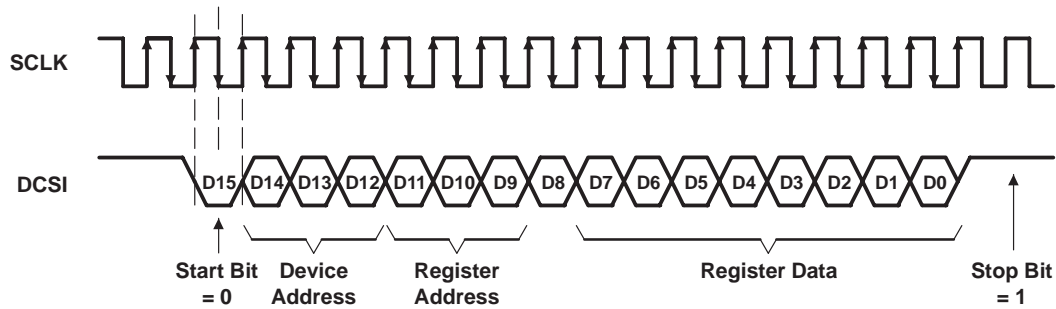 SCLK
DCSI
D15 D14 D13 D12 D11 D10 D9 D8 D7 D6 D5 D4 D3 D2 D1 D0
Start Bit
= 0
Device
Address
Register
Address
Register Data
Stop Bit
= 1